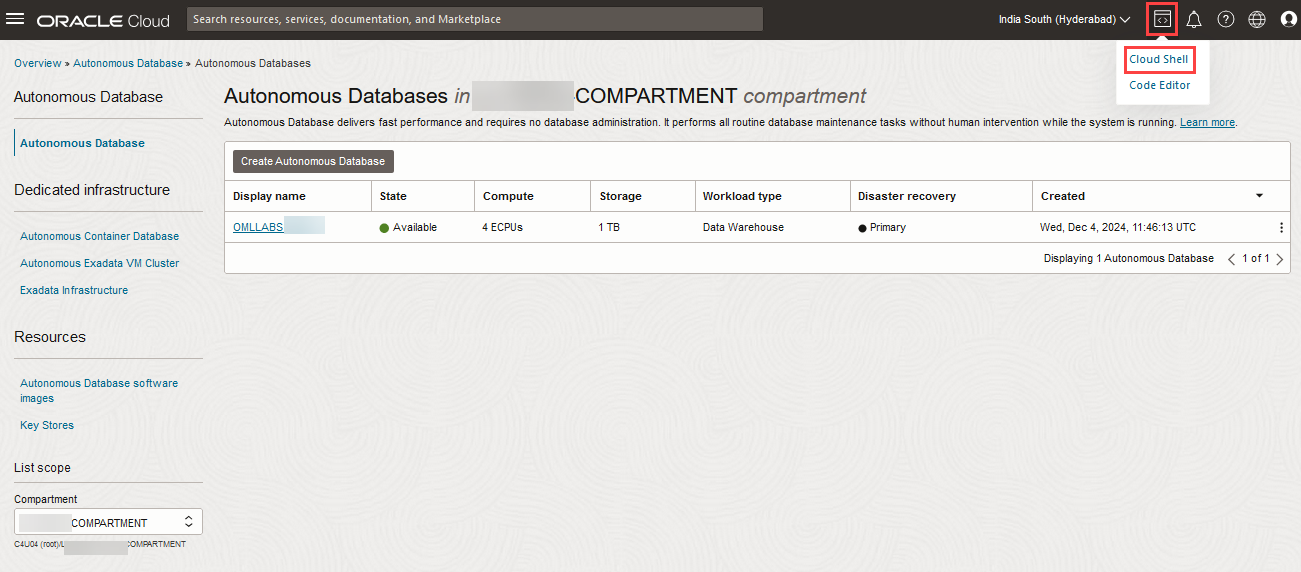 ORACLE Cloud
Search resources, services, documentation, and Marketplace
India South (Hyderabad)
Cloud Shell
Code Editor
Overview » Autonomous Database » Autonomous Databases
Autonomous Database
Autonomous Database
Dedicated infrastructure
Autonomous Container Database
Autonomous Exadata VM Cluster
Exadata Infrastructure
Resources
Autonomous Database software
images
Key Stores
List scope
Compartment
COMPARTMENT
C4U04 (root)/L COMPARTMENT
Autonomous Databases in -COMPARTMENT compartment
Autonomous Database delivers fast performance and requires no database administration. It performs all routine database maintenance tasks without human intervention while the system is running. Learn more.
Create Autonomous Database
Display name State Compute Storage Workload type Disaster recovery Created
OMLLABS Available 4 ECPUs 1 TB Data Warehouse Primary Wed, Dec 4, 2024, 11:46:13 UTC
Displaying 1 Autonomous Database 1 of 1